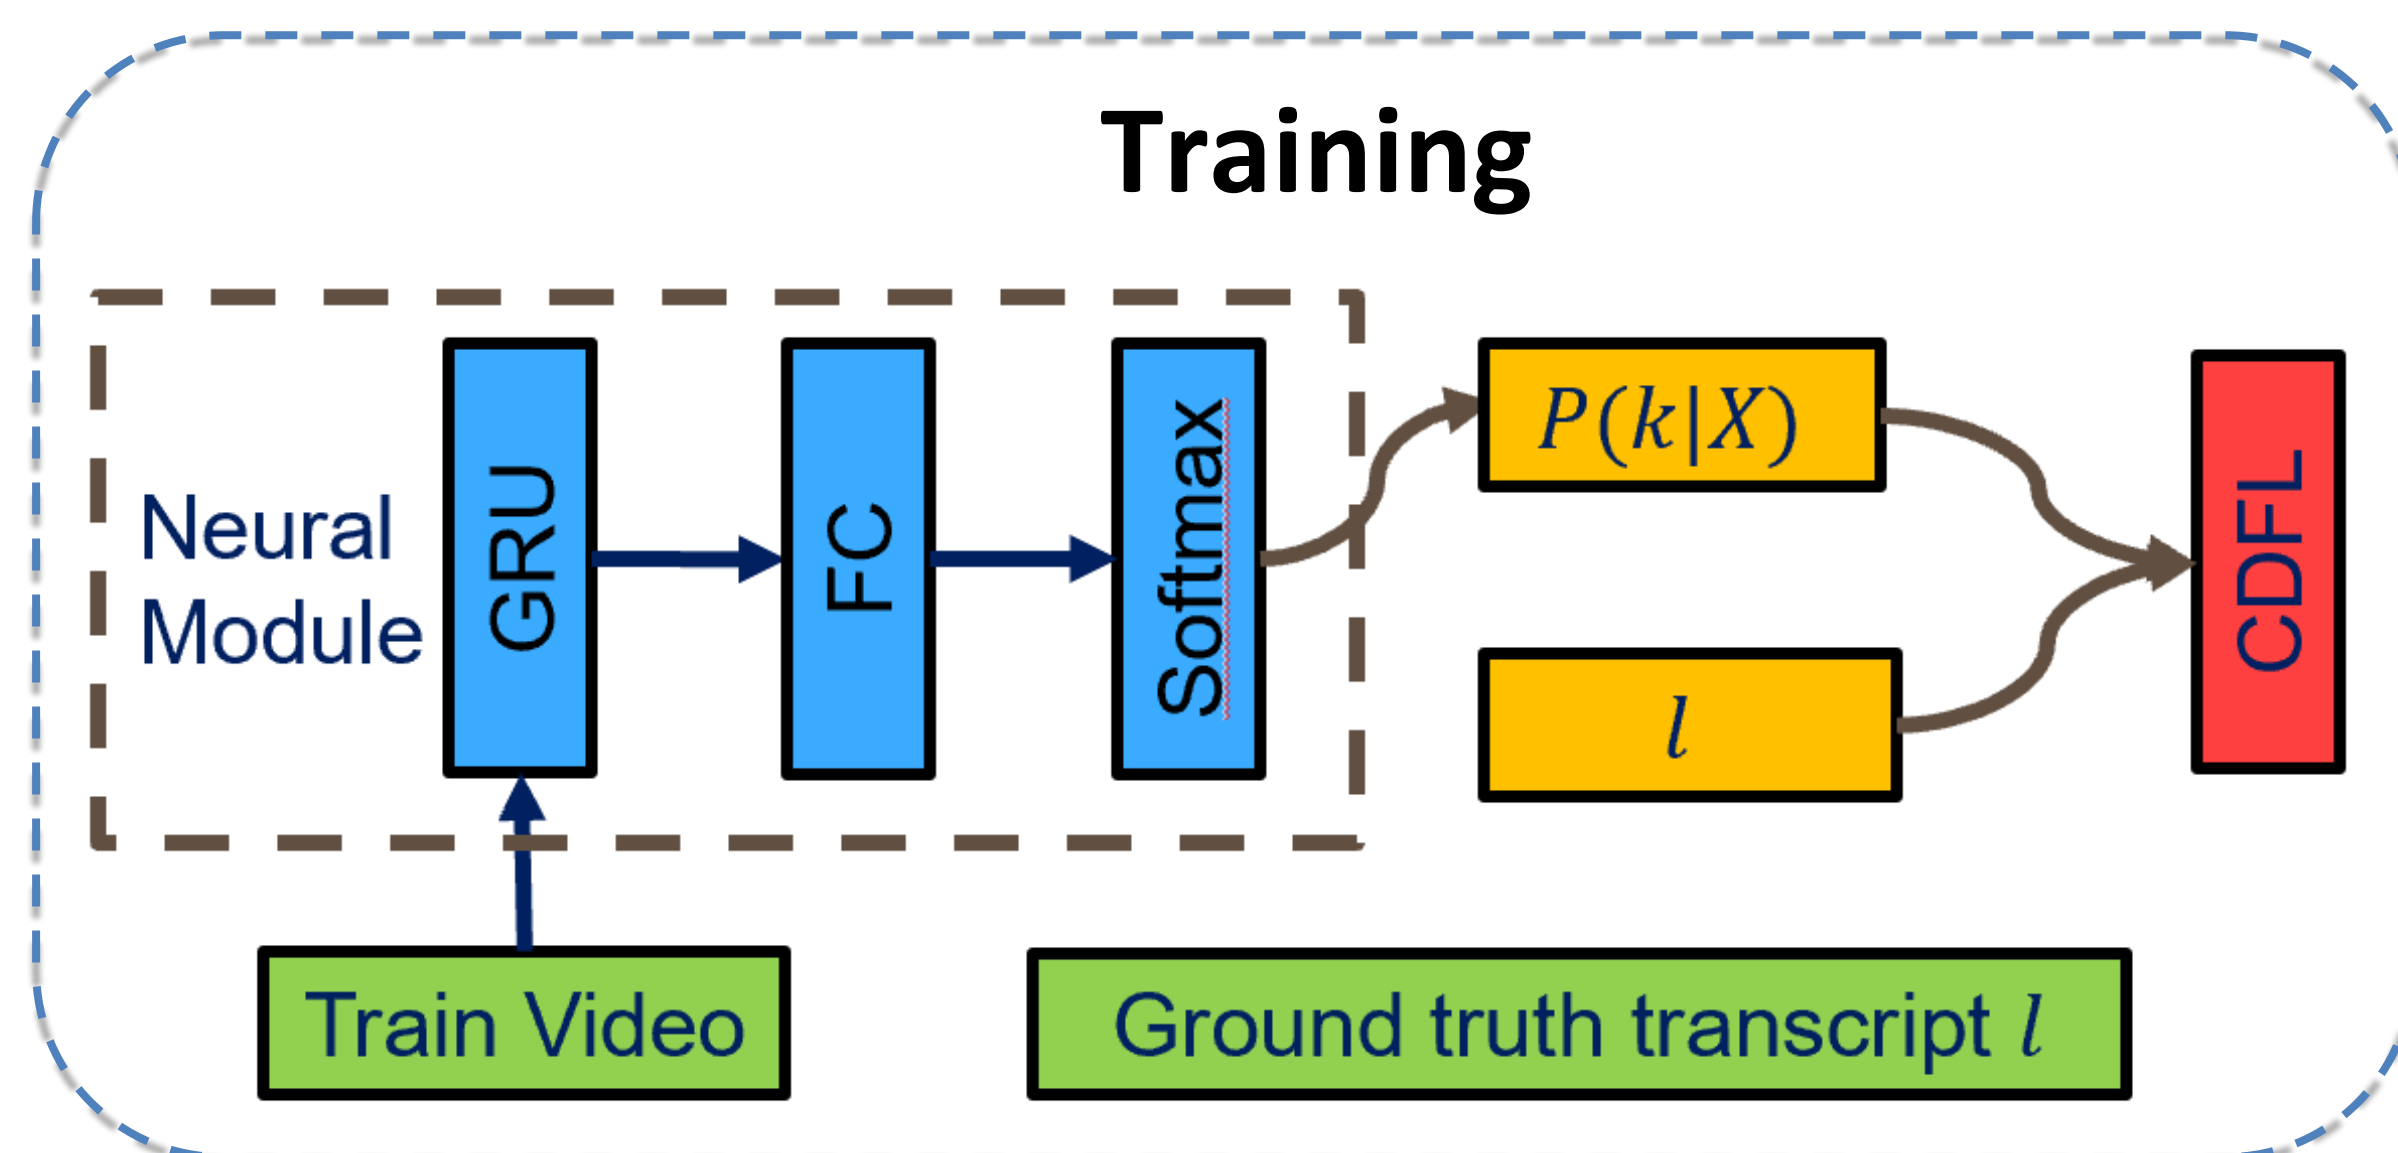 Training
Neural
Module
GRU
FC
Softmax
P(k|X)
l
CDFL
Train Video
Ground truth transcript l